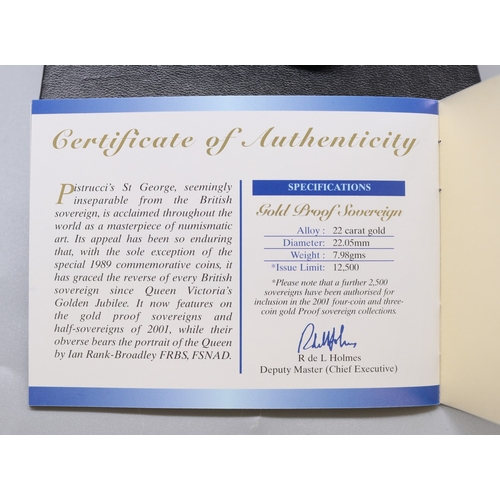 Certificate of Authenticity
Pistrucci's St George, seemingly
inseparable from the British
sovereign, is acclaimed throughout the
world as a masterpiece of numismatic
art. Its appeal has been so enduring
that, with the sole exception of the
special 1989 commemorative coins, it
has graced the reverse of every British
sovereign since Queen Victoria's
Golden Jubilee. It now features on
the gold proof sovereigns and
half-sovereigns of 2001, while their
obverse bears the portrait of the Queen
by Ian Rank-Broadley FRBS, FSNAD.
SPECIFICATIONS
Gold Proof Sovereign
Alloy : 22 carat gold
Diameter: 22.05mm
Weight : 7.98gms
*Issue Limit: 12,500
*Please note that a further 2,500
sovereigns have been authorised for
inclusion in the 2001 four-coin and three-
coin gold Proof sovereign collections.
R de L Holmes
Deputy Master (Chief Executive)